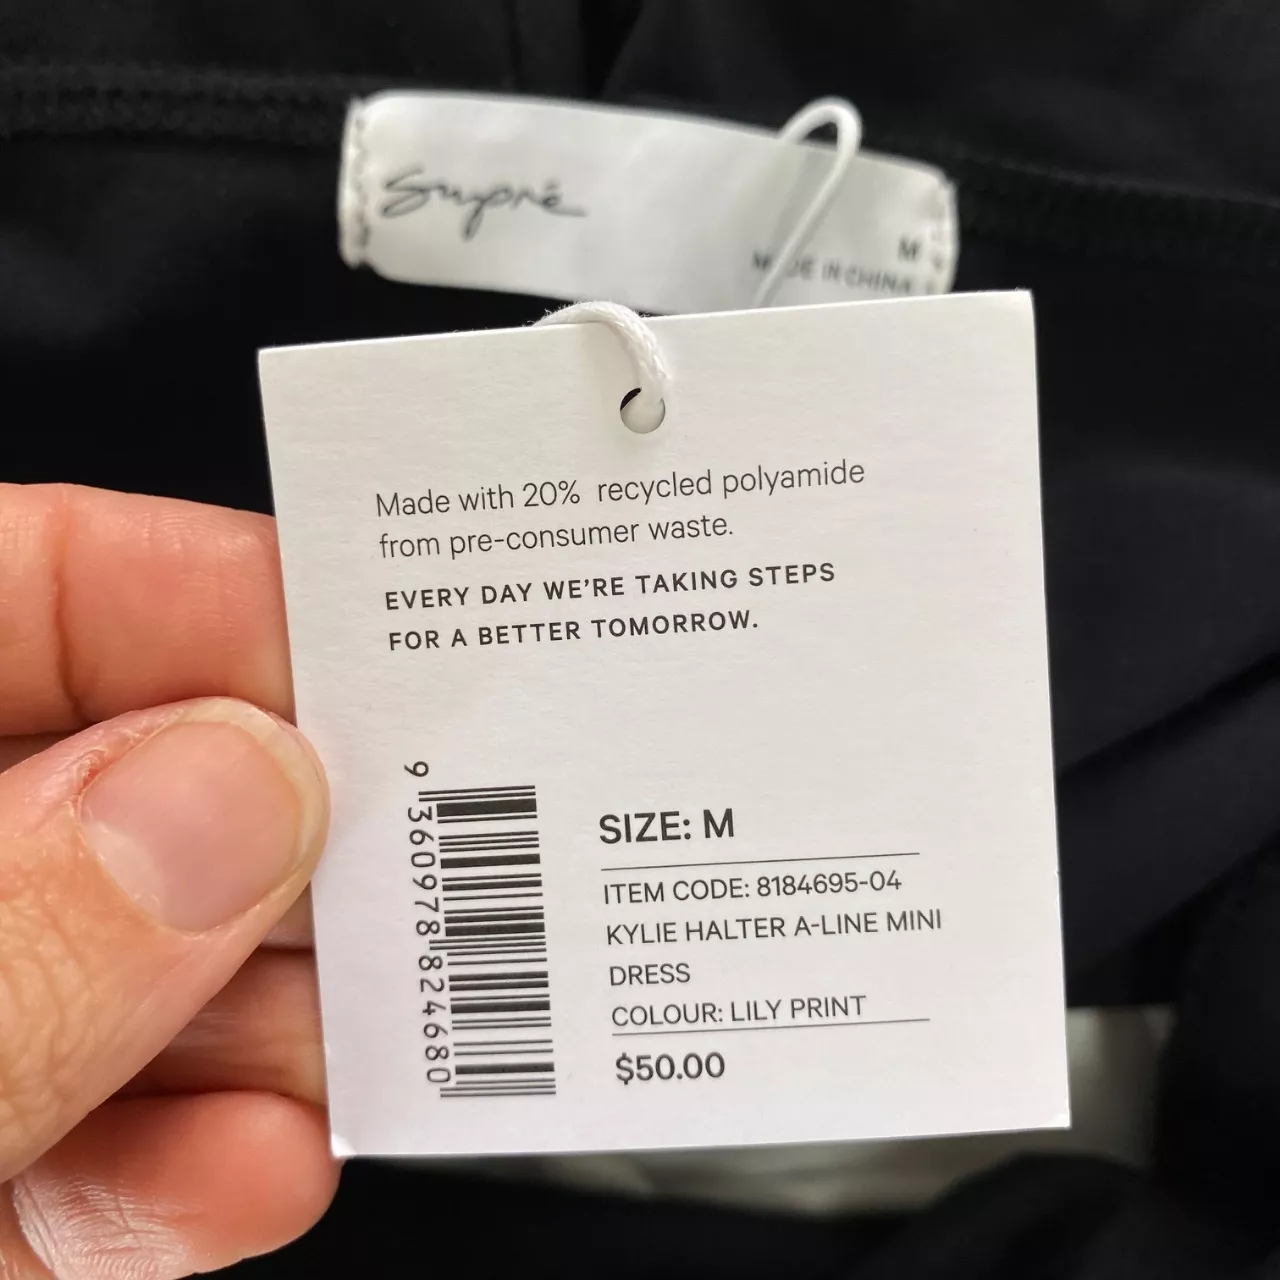 Supré
M
MADE IN CHINA
Made with 20% recycled polyamide
from pre-consumer waste.
EVERY DAY WE'RE TAKING STEPS
FOR A BETTER TOMORROW.
9 360978 824680
SIZE: M
ITEM CODE: 8184695-04
KYLIE HALTER A-LINE MINI
DRESS
COLOUR: LILY PRINT
$50.00